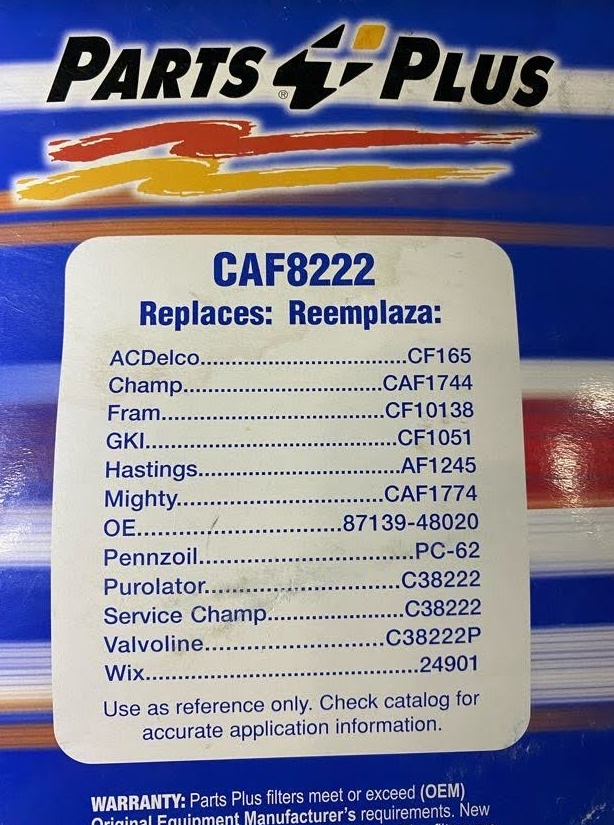 PARTS PLUS
®
CAF8222
Replaces: Reemplaza:
ACDelco..................................CF165
Champ.................................CAF1744
Fram.....................................CF10138
GKI.........................................CF1051
Hastings.................................AF1245
Mighty..................................CAF1774
OE.................................87139-48020
Pennzoil...................................PC-62
Purolator................................C38222
Service Champ......................C38222
Valvoline.............................C38222P
Wix............................................24901
Use as reference only. Check catalog for
accurate application information.
WARRANTY: Parts Plus filters meet or exceed (OEM)
Original Equipment Manufacturer's requirements. New